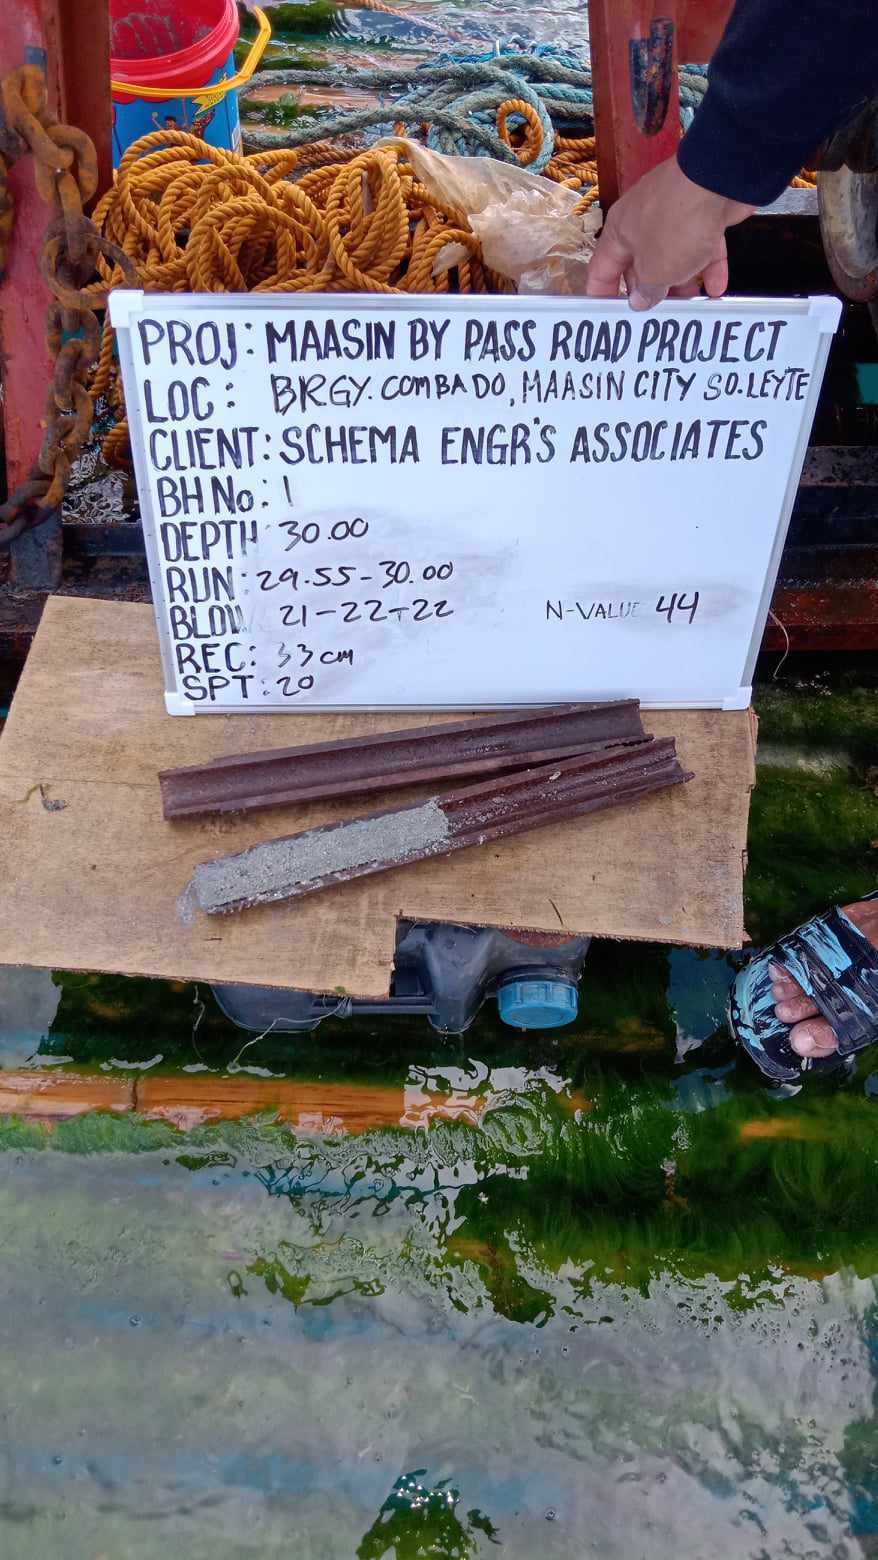 PROJ: MAASIN BY PASS ROAD PROJECT
LOC: BRGY. COMBADO, MAASIN CITY SO. LEYTE
CLIENT: SCHEMA ENGR'S ASSOCIATES
BH No: 1
DEPTH: 30.00
RUN: 29.55-30.00
BLOW 21-22-22 N-VALUE 44
REC: 33cm
SPT: 20